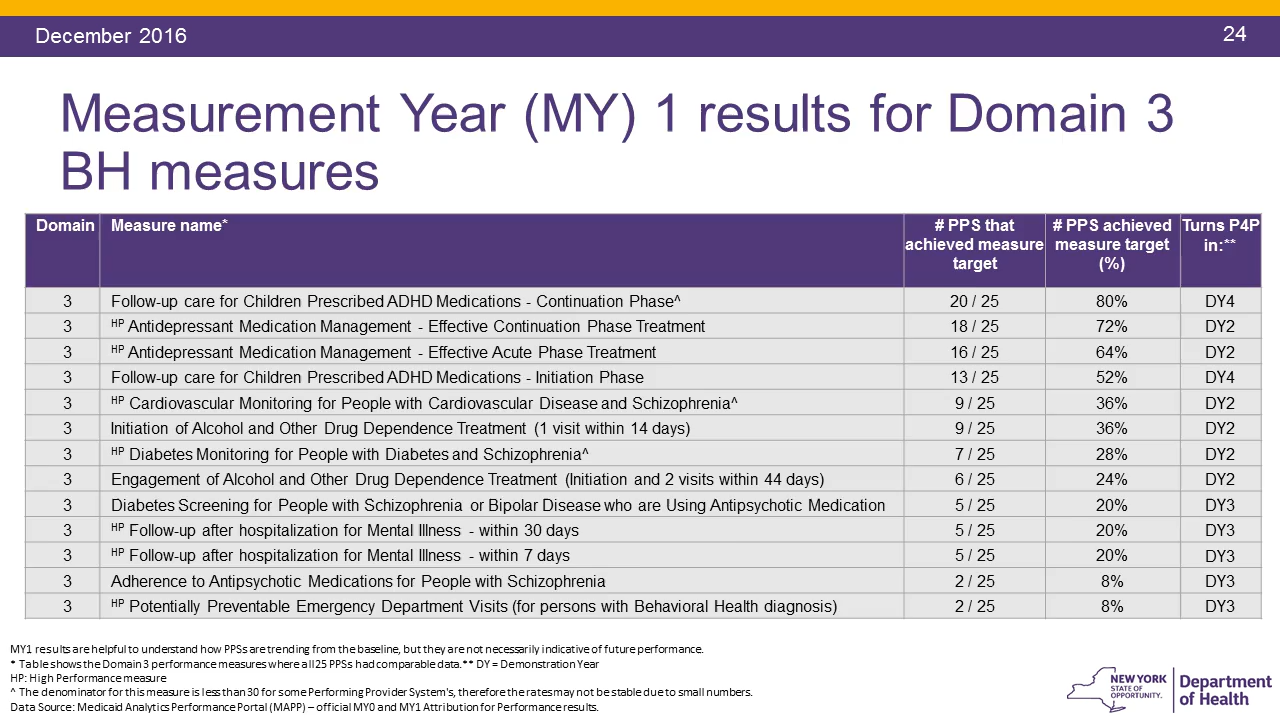 December 2016
24
Measurement Year (MY) 1 results for Domain 3
BH measures
Domain Measure name* # PPS that achieved measure target # PPS achieved measure target (%) Turns P4P in:**
3 Follow-up care for Children Prescribed ADHD Medications - Continuation Phase^ 20 / 25 80% DY4
3 HP Antidepressant Medication Management - Effective Continuation Phase Treatment 18 / 25 72% DY2
3 HP Antidepressant Medication Management - Effective Acute Phase Treatment 16 / 25 64% DY2
3 Follow-up care for Children Prescribed ADHD Medications - Initiation Phase 13 / 25 52% DY4
3 HP Cardiovascular Monitoring for People with Cardiovascular Disease and Schizophrenia^ 9 / 25 36% DY2
3 Initiation of Alcohol and Other Drug Dependence Treatment (1 visit within 14 days) 9 / 25 36% DY2
3 HP Diabetes Monitoring for People with Diabetes and Schizophrenia^ 7 / 25 28% DY2
3 Engagement of Alcohol and Other Drug Dependence Treatment (Initiation and 2 visits within 44 days) 6 / 25 24% DY2
3 Diabetes Screening for People with Schizophrenia or Bipolar Disease who are Using Antipsychotic Medication 5 / 25 20% DY3
3 HP Follow-up after hospitalization for Mental Illness - within 30 days 5 / 25 20% DY3
3 HP Follow-up after hospitalization for Mental Illness - within 7 days 5 / 25 20% DY3
3 Adherence to Antipsychotic Medications for People with Schizophrenia 2 / 25 8% DY3
3 HP Potentially Preventable Emergency Department Visits (for persons with Behavioral Health diagnosis) 2 / 25 8% DY3
MY1 results are helpful to understand how PPSs are trending from the baseline, but they are not necessarily indicative of future performance.
* Table shows the Domain 3 performance measures where all 25 PPSs had comparable data.** DY = Demonstration Year
HP: High Performance measure
^ The denominator for this measure is less than 30 for some Performing Provider System's, therefore the rates may not be stable due to small numbers.
Data Source: Medicaid Analytics Performance Portal (MAPP) – official MY0 and MY1 Attribution for Performance results.
NEW YORK
STATE OF
OPPORTUNITY.
Department
of Health